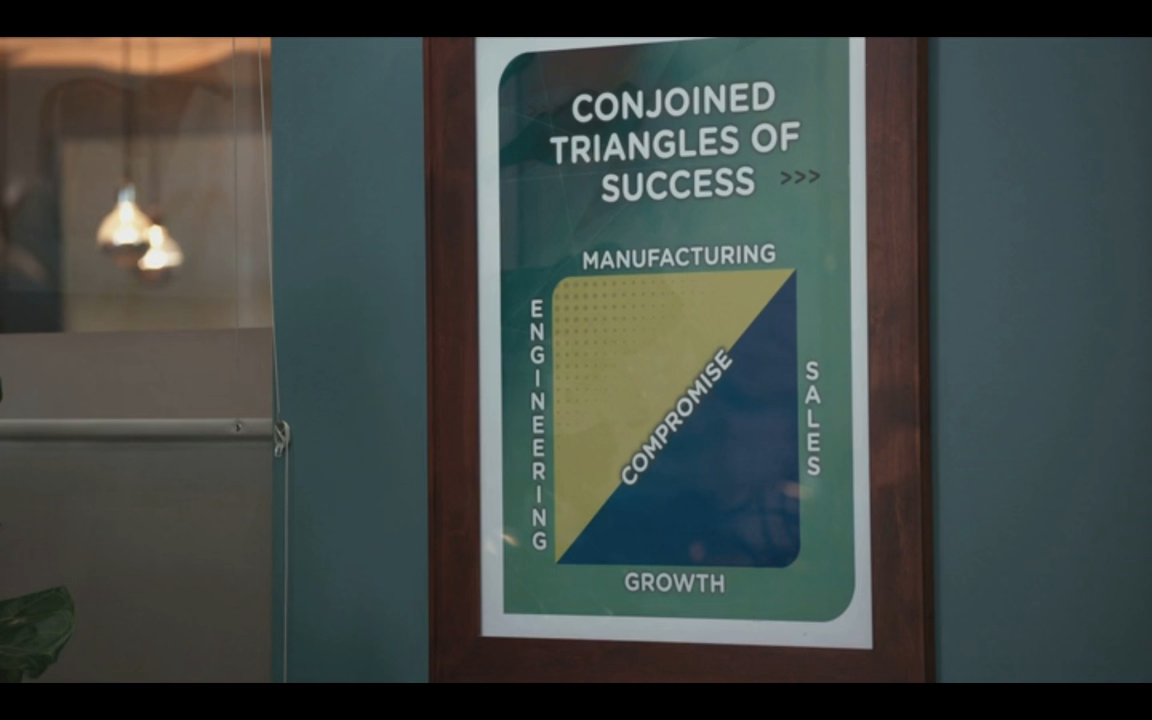 CONJOINED
TRIANGLES OF
SUCCESS >>>
MANUFACTURING
ENGINEERING
COMPROMISE
SALES
GROWTH